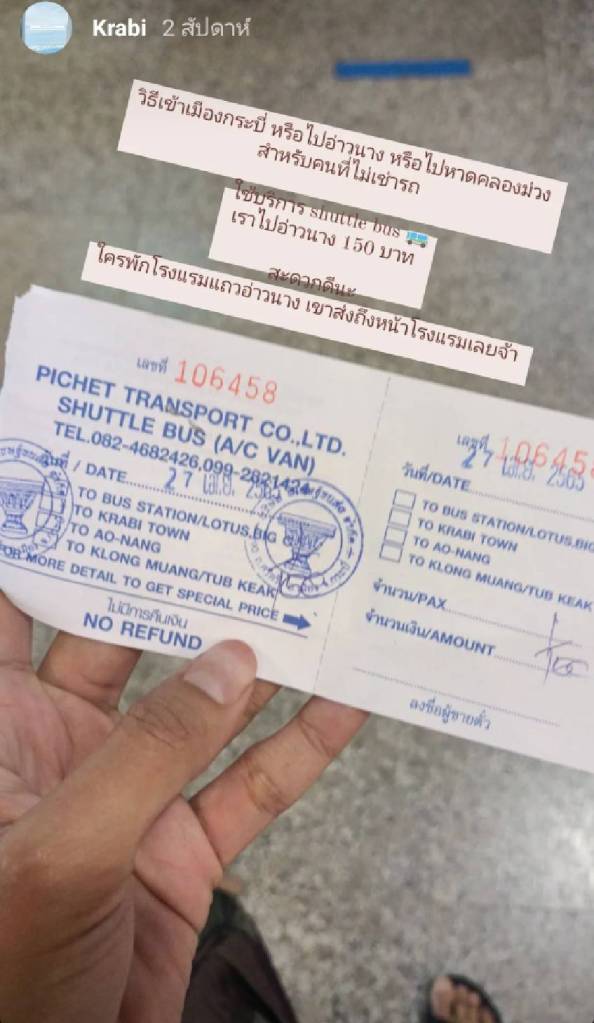 Krabi 2 สัปดาห์
วิธีเข้าเมืองกระบี่ หรือไปอ่าวนาง หรือไปหาดคลองม่วง
สำหรับคนที่ไม่เช่ารถ
ใช้บริการ shuttle bus 🚌
เราไปอ่าวนาง 150 บาท
สะดวกดีนะ
ใครพักโรงแรมแถวอ่าวนาง เขาส่งถึงหน้าโรงแรมเลยจ้า
เลขที่ 106458
PICHET TRANSPORT CO.,LTD.
SHUTTLE BUS (A/C VAN)
TEL.082-4682426,099-2821424
วันที่ / DATE 27 เม.ย. 2565
TO BUS STATION/LOTUS,BIG C
TO KRABI TOWN
TO AO-NANG
TO KLONG MUANG/TUB KEAK
FOR MORE DETAIL TO GET SPECIAL PRICE
ไม่มีการคืนเงิน
NO REFUND
เลขที่ 106458
วันที่/DATE 27 เม.ย. 2565
TO BUS STATION/LOTUS,BIG
TO KRABI TOWN
TO AO-NANG
TO KLONG MUANG/TUB KEAK
จำนวน/PAX
จำนวนเงิน/AMOUNT
ลงชื่อผู้ขายตั๋ว